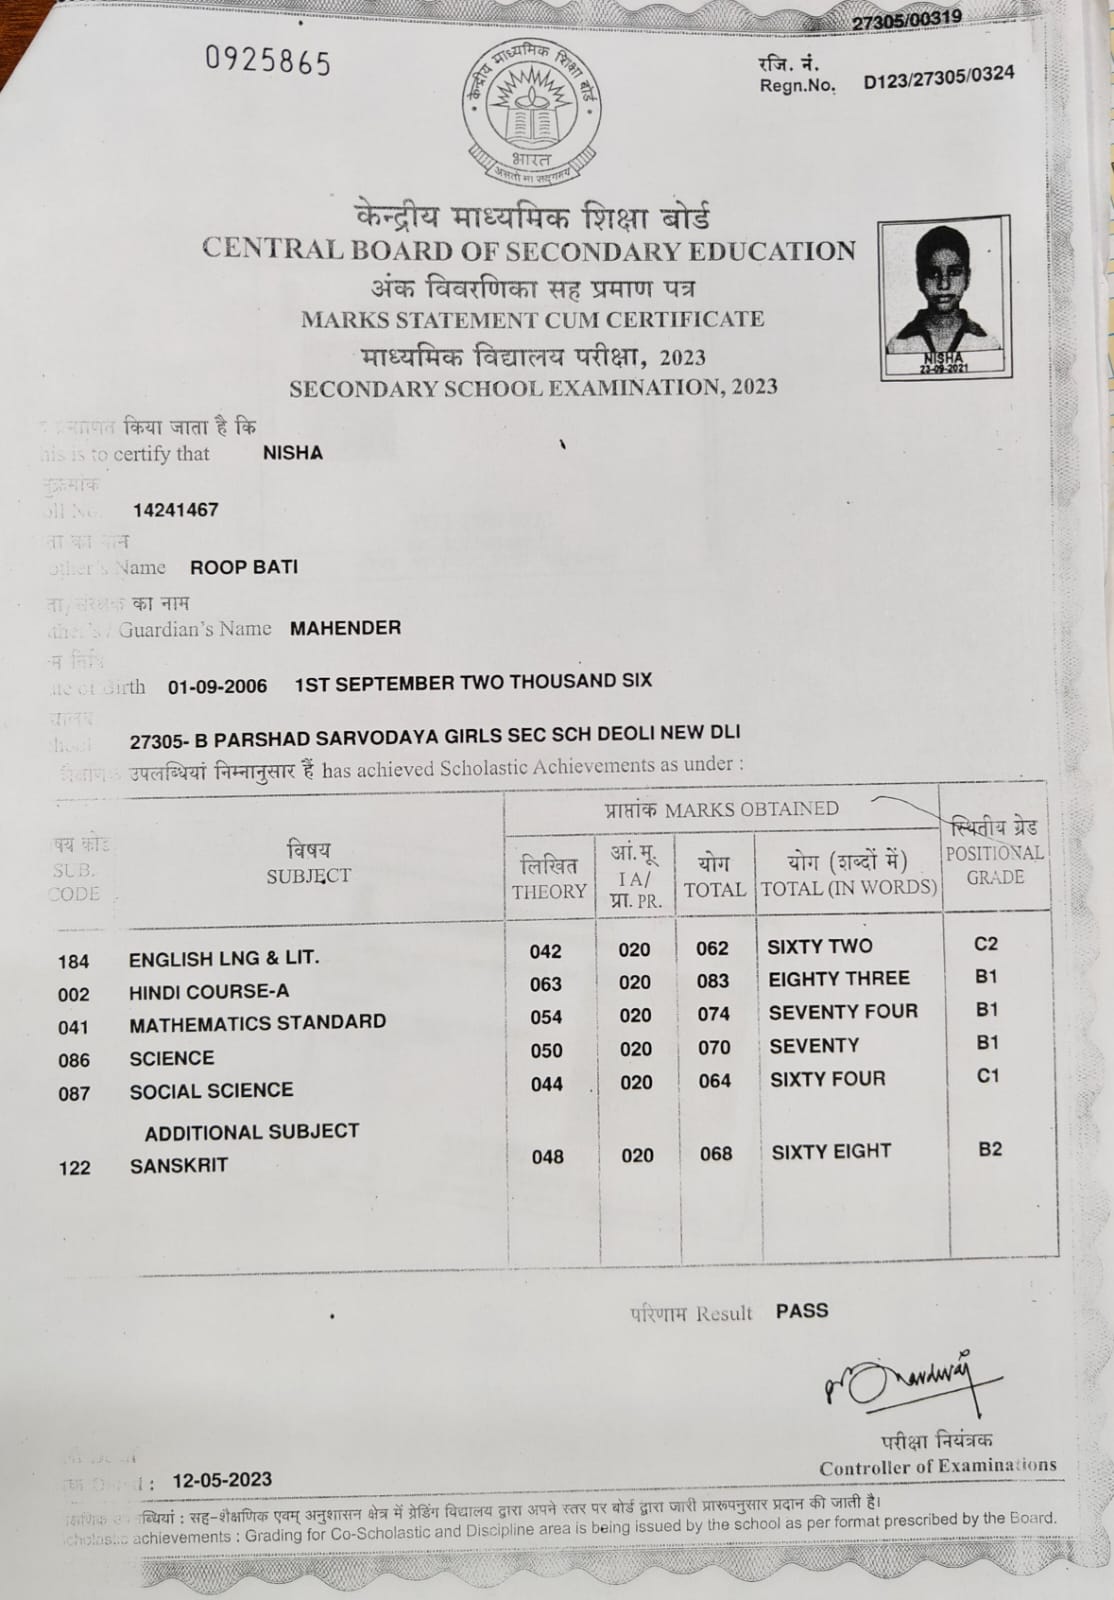 27305/00319
0925865
रजि. नं.
Regn.No. D123/27305/0324
केन्द्रीय माध्यमिक शिक्षा बोर्ड
भारत
असतो मा सद्गमय
केन्द्रीय माध्यमिक शिक्षा बोर्ड
CENTRAL BOARD OF SECONDARY EDUCATION
अंक विवरणिका सह प्रमाण पत्र
MARKS STATEMENT CUM CERTIFICATE
माध्यमिक विद्यालय परीक्षा, 2023
SECONDARY SCHOOL EXAMINATION, 2023
NISHA
23-09-2021
किया जाता है कि
is to certify that NISHA
14241467
का नाम
Name ROOP BATI
का नाम
Guardian's Name MAHENDER
तिथि
of Birth 01-09-2006 1ST SEPTEMBER TWO THOUSAND SIX
27305- B PARSHAD SARVODAYA GIRLS SEC SCH DEOLI NEW DLI
उपलब्धियां निम्नानुसार हैं has achieved Scholastic Achievements as under :
कोड SUB. CODE विषय SUBJECT प्राप्तांक MARKS OBTAINED स्थितीय ग्रेड POSITIONAL GRADE
लिखित THEORY आं.मू. IA/ प्रा. PR. योग TOTAL योग (शब्दों में) TOTAL (IN WORDS)
184 ENGLISH LNG & LIT. 042 020 062 SIXTY TWO C2
002 HINDI COURSE-A 063 020 083 EIGHTY THREE B1
041 MATHEMATICS STANDARD 054 020 074 SEVENTY FOUR B1
086 SCIENCE 050 020 070 SEVENTY B1
087 SOCIAL SCIENCE 044 020 064 SIXTY FOUR C1
ADDITIONAL SUBJECT
122 SANSKRIT 048 020 068 SIXTY EIGHT B2
परिणाम Result PASS
परीक्षा नियंत्रक
Controller of Examinations
: 12-05-2023
: सह-शैक्षणिक एवम् अनुशासन क्षेत्र में ग्रेडिंग विद्यालय द्वारा अपने स्तर पर बोर्ड द्वारा जारी प्रारूपनुसार प्रदान की जाती है।
achievements : Grading for Co-Scholastic and Discipline area is being issued by the school as per format prescribed by the Board.